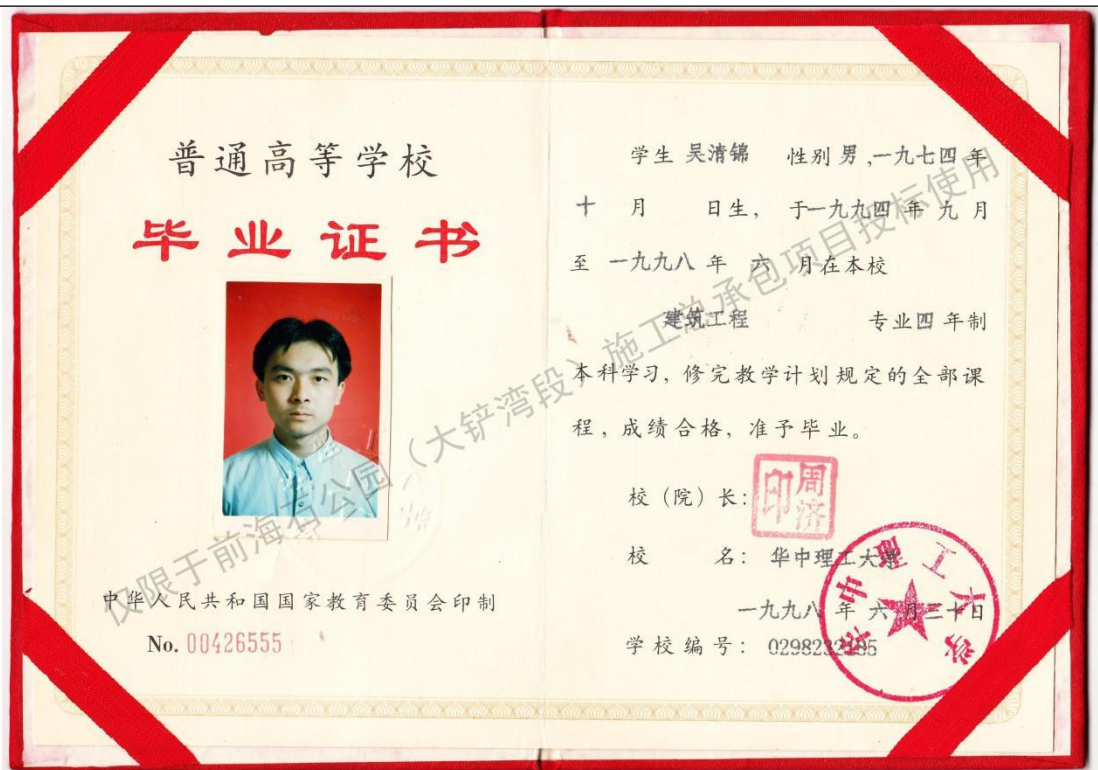 普通高等学校
毕业证书
中华人民共和国国家教育委员会印制
No. 00426555
学生 吴清锦 性别 男,一九七四年
十 月 日生, 于一九九四年 九 月
至 一九九八 年 六 月在本校
建筑工程 专业四 年制
本科学习, 修完教学计划规定的全部课
程, 成绩合格, 准予毕业。
校(院)长:
周济印
校 名: 华中理工大学
一九九八 年 六 月三十日
学校编号: 0298232185
华中理工大学
仅限于前海石公园(大铲湾段)施工总承包项目投标使用